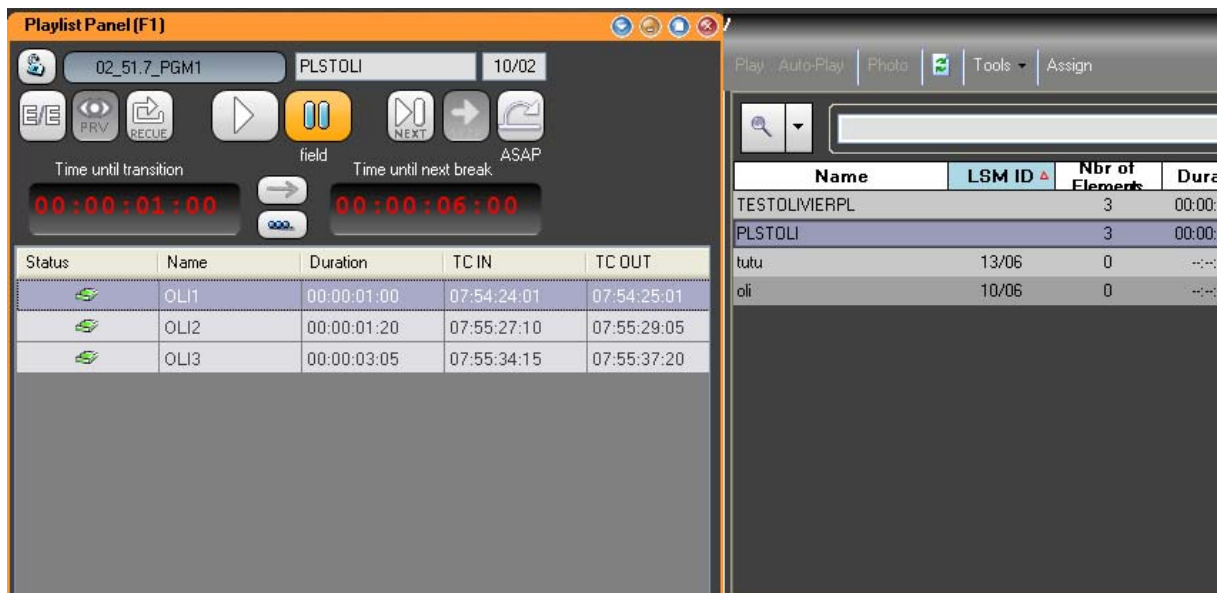 Playlist Panel (F1)
02_51.7_PGM1
PLSTOLI
10/02
E/E
PRV
RECUE
NEXT
field
ASAP
Time until transition
Time until next break
00:00:01:00
00:00:06:00
Status Name Duration TC IN TC OUT
OLI1 00:00:01:00 07:54:24:01 07:54:25:01
OLI2 00:00:01:20 07:55:27:10 07:55:29:05
OLI3 00:00:03:05 07:55:34:15 07:55:37:20
Play Auto-Play Photo Tools Assign
Name LSM ID Nbr of Elements Dura
TESTOLIVIERPL 3 00:00:
PLSTOLI 3 00:00:
tutu 13/06 0 --:--:
oli 10/06 0 --:--: